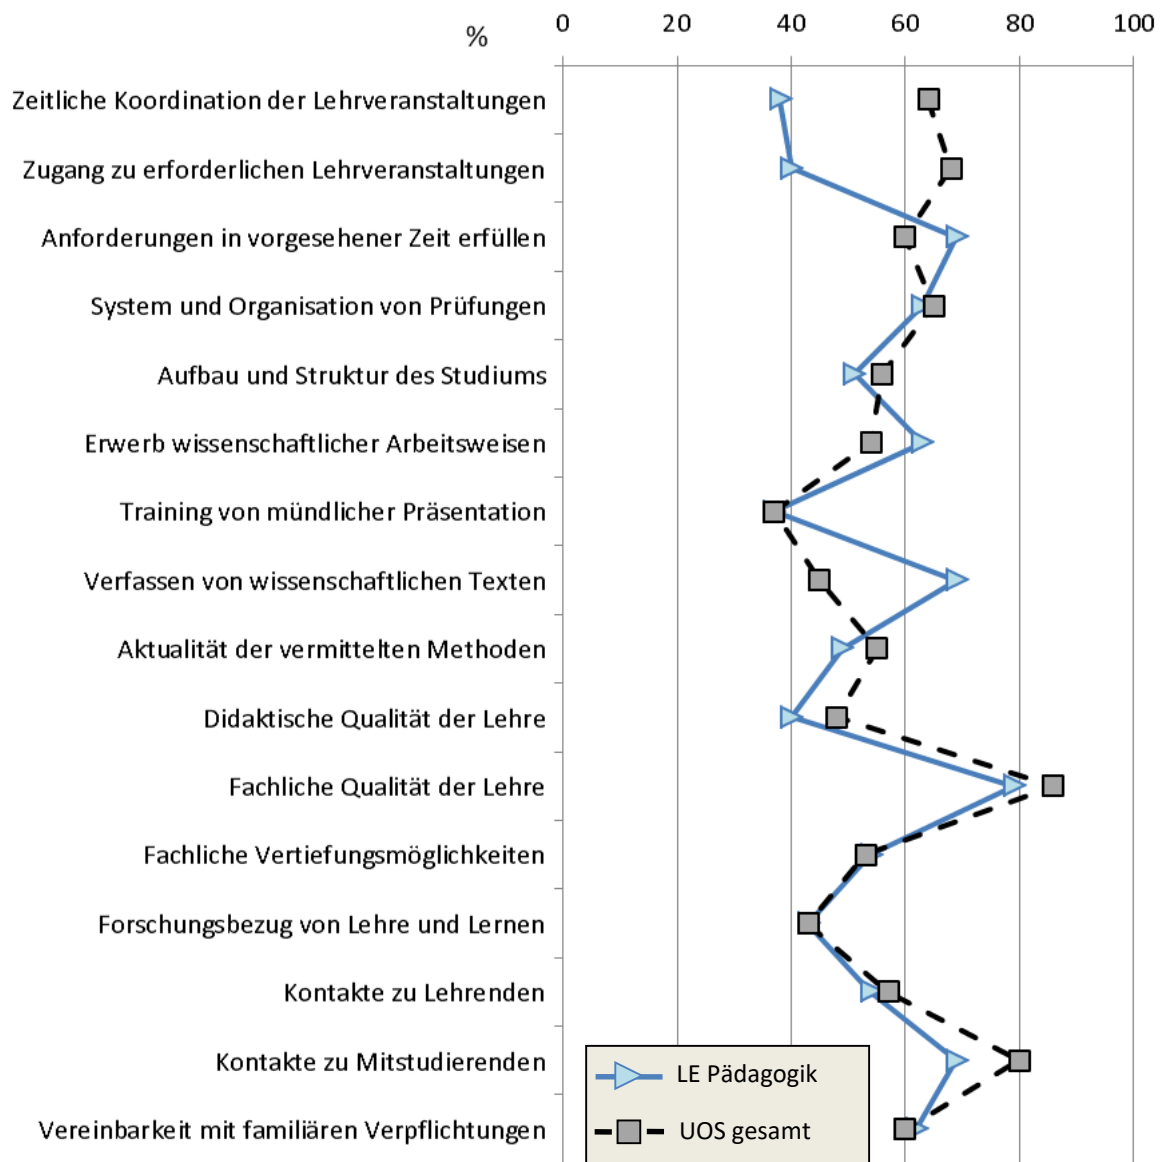 % 0 20 40 60 80 100
Zeitliche Koordination der Lehrveranstaltungen
Zugang zu erforderlichen Lehrveranstaltungen
Anforderungen in vorgesehener Zeit erfüllen
System und Organisation von Prüfungen
Aufbau und Struktur des Studiums
Erwerb wissenschaftlicher Arbeitsweisen
Training von mündlicher Präsentation
Verfassen von wissenschaftlichen Texten
Aktualität der vermittelten Methoden
Didaktische Qualität der Lehre
Fachliche Qualität der Lehre
Fachliche Vertiefungsmöglichkeiten
Forschungsbezug von Lehre und Lernen
Kontakte zu Lehrenden
Kontakte zu Mitstudierenden
Vereinbarkeit mit familiären Verpflichtungen
LE Pädagogik
UOS gesamt